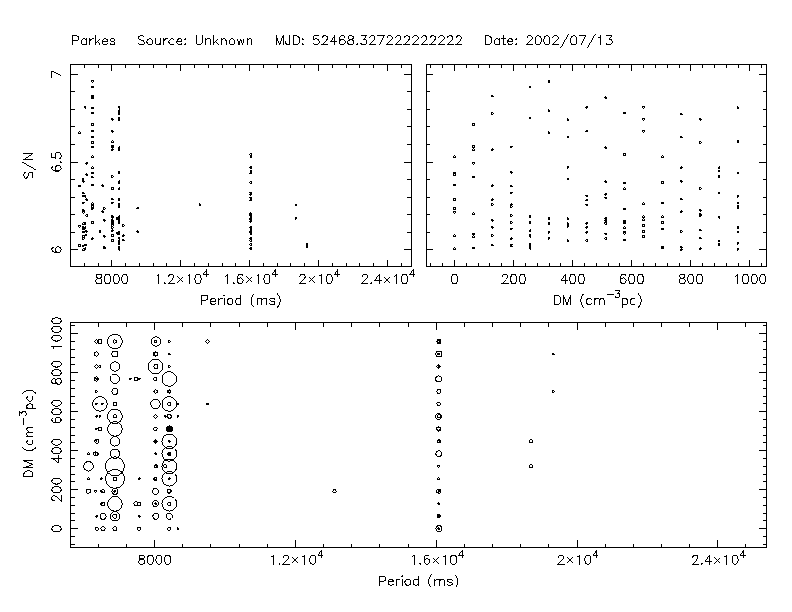 Parkes Source: Unknown MJD: 52468.327222222222 Date: 2002/07/13
7
6.5
6
S/N
8000 1.2×10⁴ 1.6×10⁴ 2×10⁴ 2.4×10⁴
Period (ms)
0 200 400 600 800 1000
DM (cm⁻³pc)
1000
800
600
400
200
0
DM (cm⁻³pc)
8000 1.2×10⁴ 1.6×10⁴ 2×10⁴ 2.4×10⁴
Period (ms)